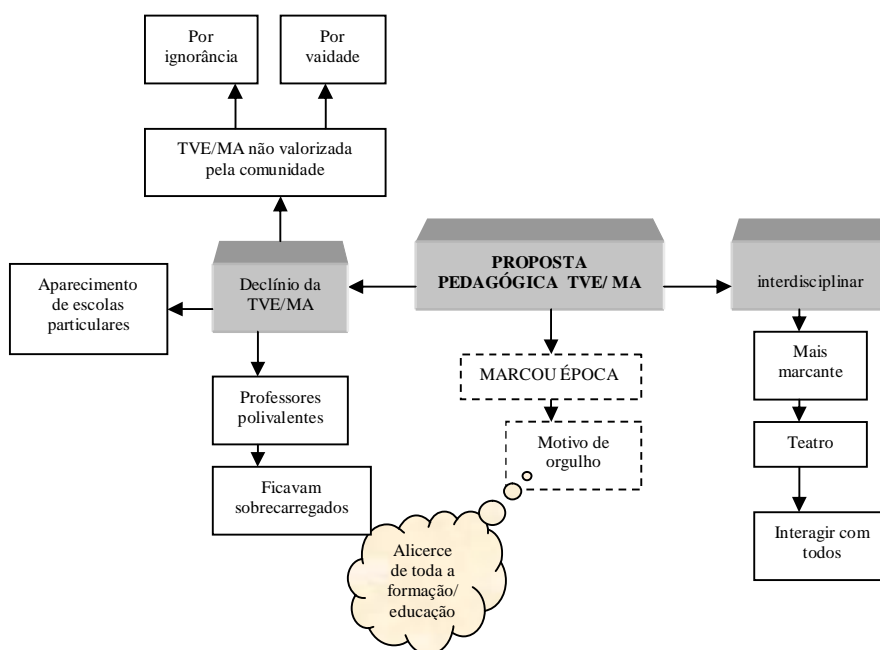 Por
ignorância
Por
vaidade
TVE/MA não valorizada
pela comunidade
Aparecimento
de escolas
particulares
Declínio da
TVE/MA
PROPOSTA
PEDAGÓGICA TVE/ MA
interdisciplinar
Professores
polivalentes
Ficavam
sobrecarregados
MARCOU ÉPOCA
Motivo de
orgulho
Alicerce
de toda a
formação/
educação
Mais
marcante
Teatro
Interagir com
todos